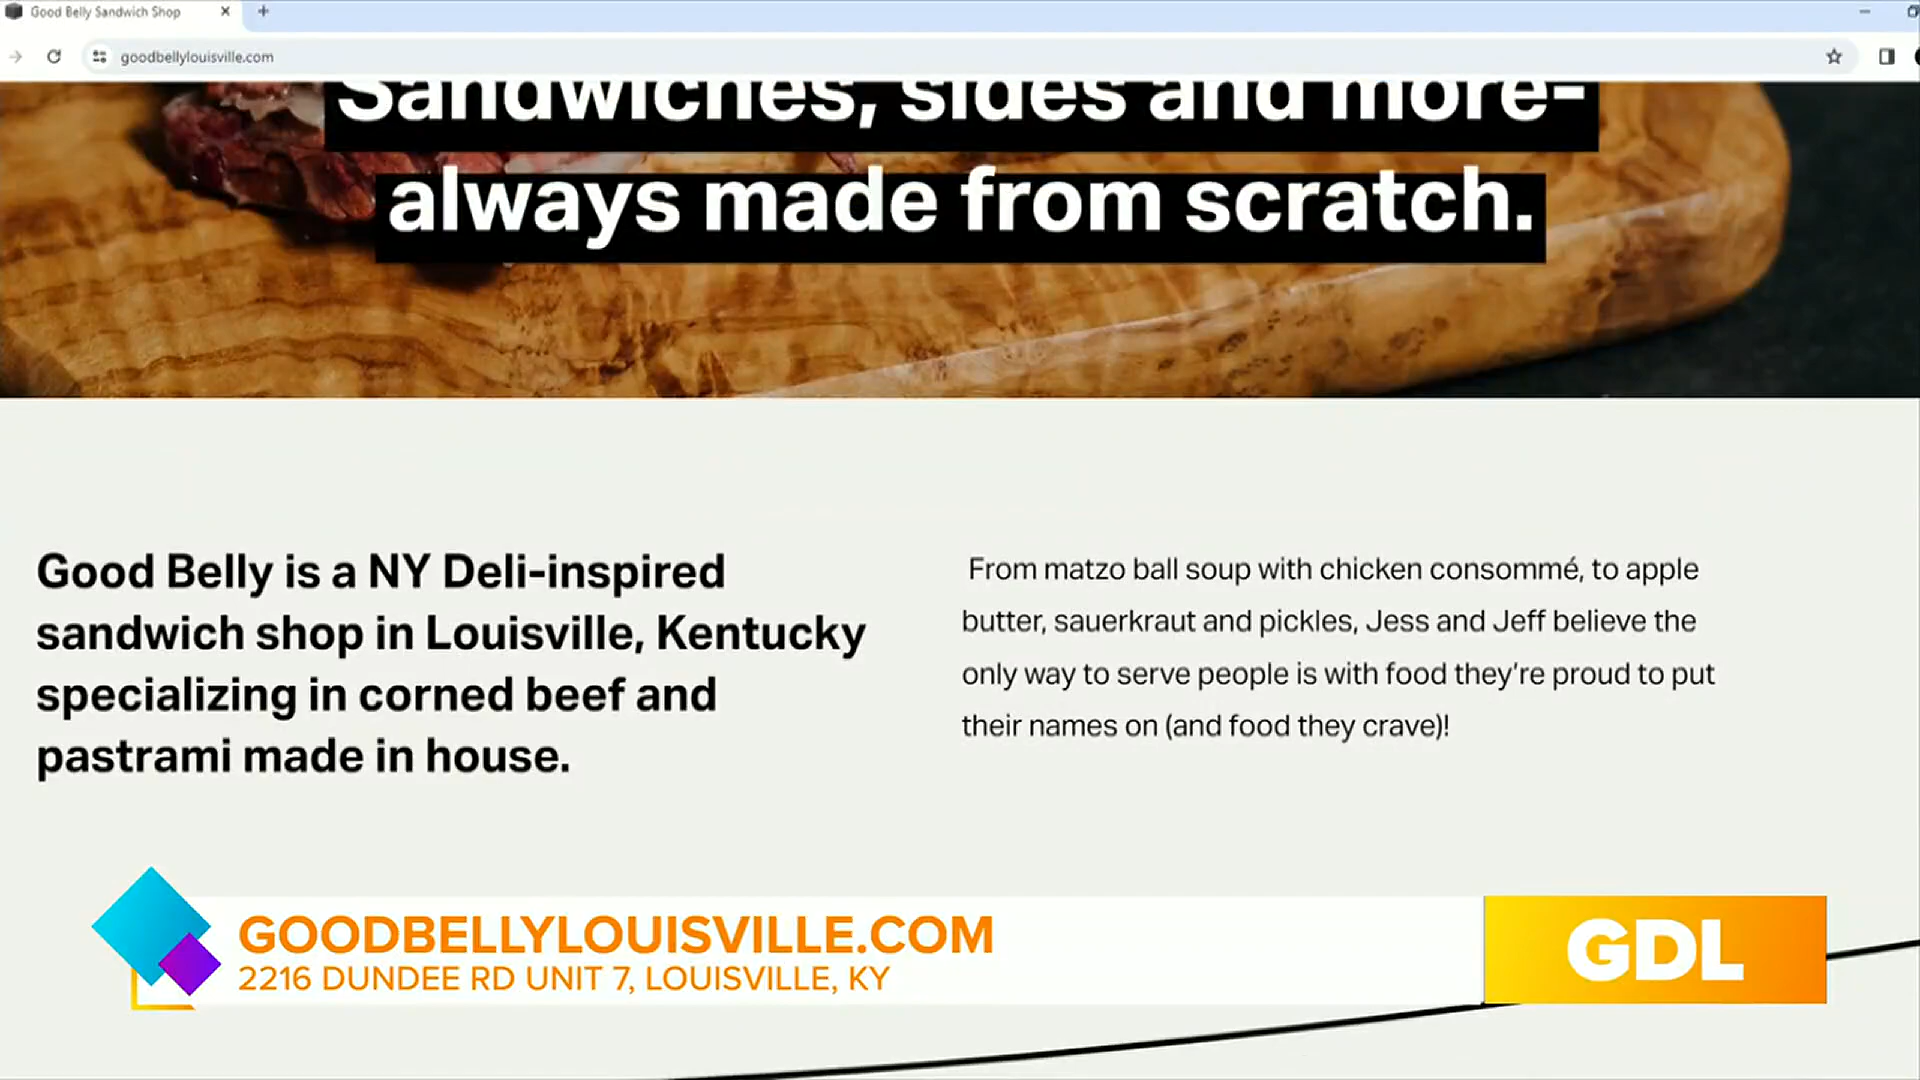 Good Belly Sandwich Shop
goodbellylouisville.com
Sandwiches, sides and more-
always made from scratch.
Good Belly is a NY Deli-inspired
sandwich shop in Louisville, Kentucky
specializing in corned beef and
pastrami made in house.
From matzo ball soup with chicken consommé, to apple
butter, sauerkraut and pickles, Jess and Jeff believe the
only way to serve people is with food they’re proud to put
their names on (and food they crave)!
GOODBELLYLOUISVILLE.COM
2216 DUNDEE RD UNIT 7, LOUISVILLE, KY
GDL